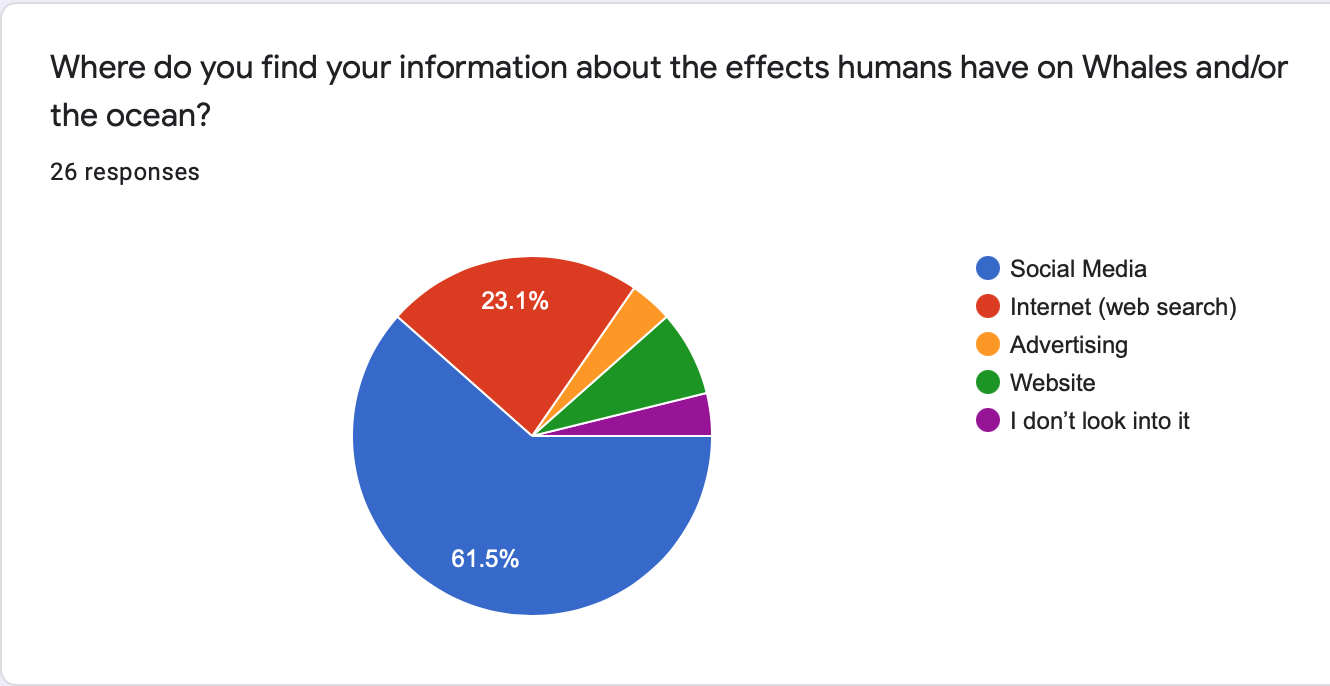 Where do you find your information about the effects humans have on Whales and/or
the ocean?
26 responses
23.1%
61.5%
Social Media
Internet (web search)
Advertising
Website
I don’t look into it